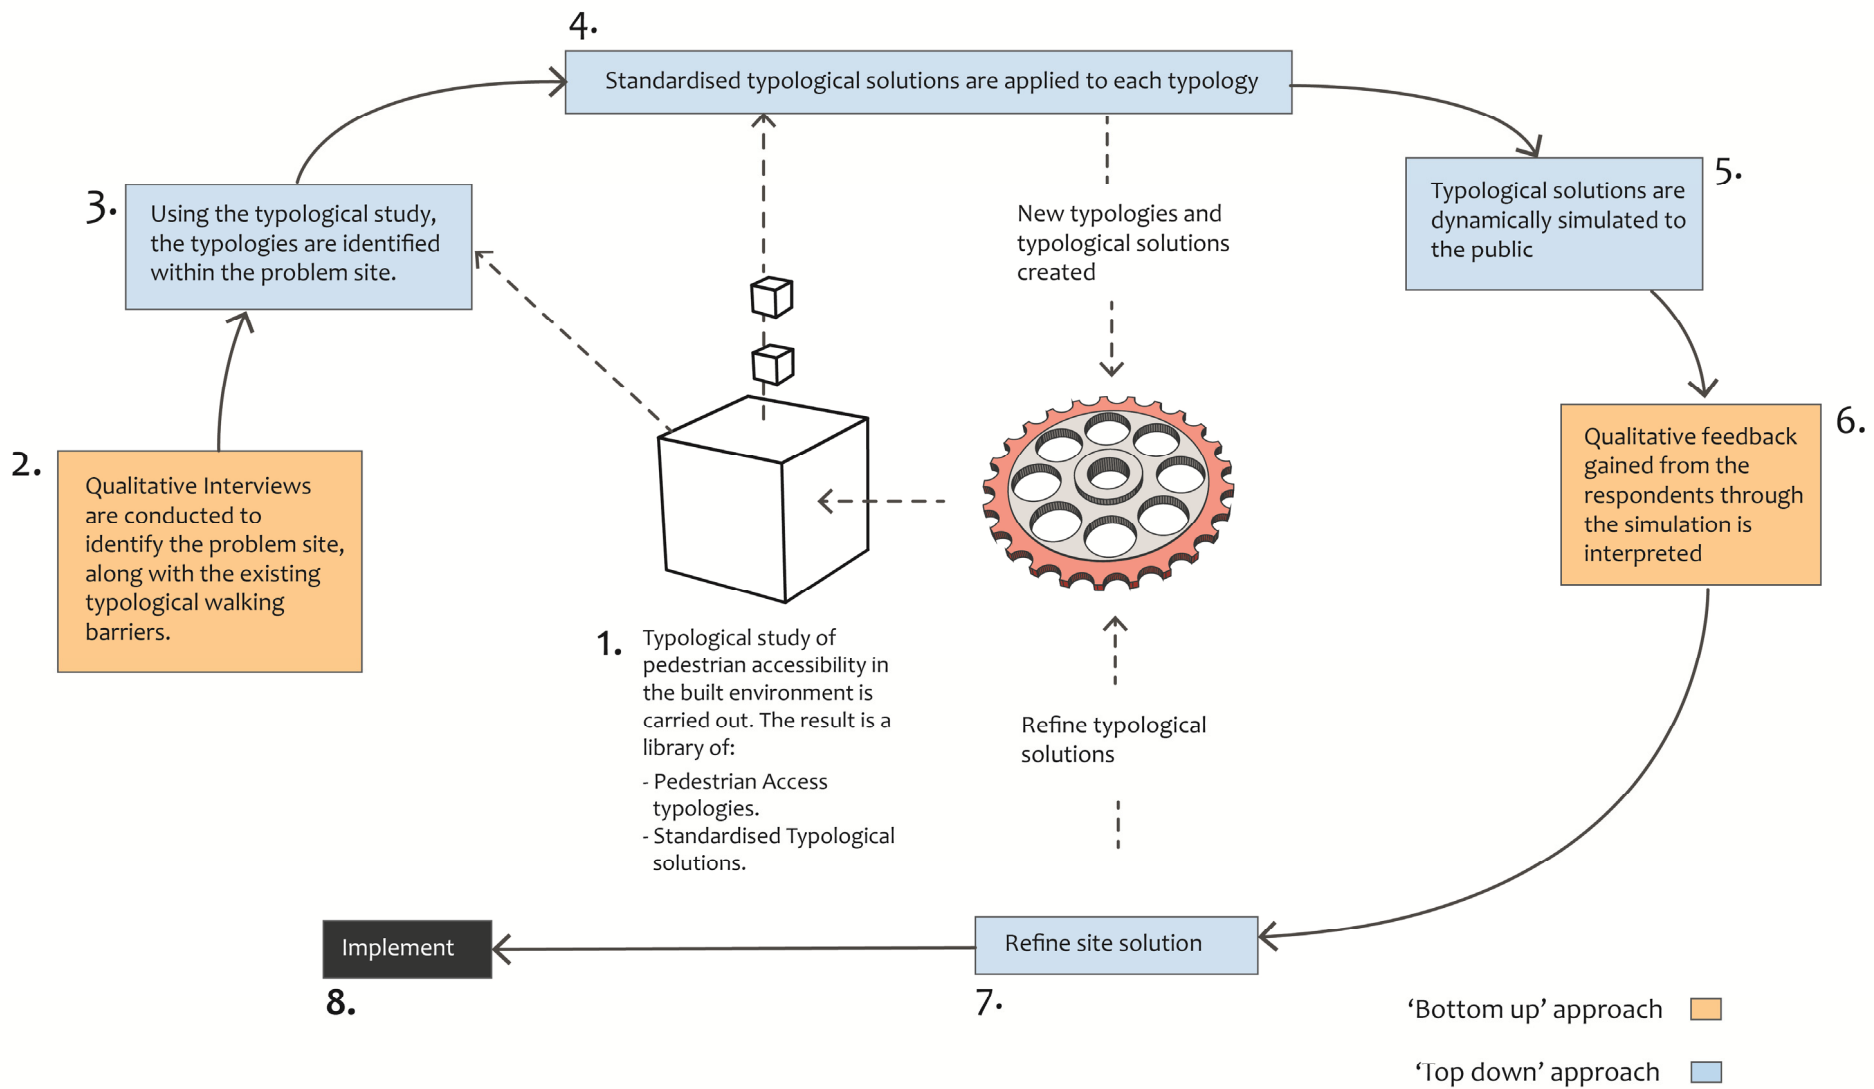 4.
Standardised typological solutions are applied to each typology
3.
Using the typological study,
the typologies are identified
within the problem site.
5.
Typological solutions are
dynamically simulated to
the public
New typologies and
typological solutions
created
2.
Qualitative Interviews
are conducted to
identify the problem site,
along with the existing
typological walking
barriers.
6.
Qualitative feedback
gained from the
respondents through
the simulation is
interpreted
1.
Typological study of
pedestrian accessibility in
the built environment is
carried out. The result is a
library of:
- Pedestrian Access
typologies.
- Standardised Typological
solutions.
Refine typological
solutions
Implement
8.
Refine site solution
7.
‘Bottom up’ approach
‘Top down’ approach